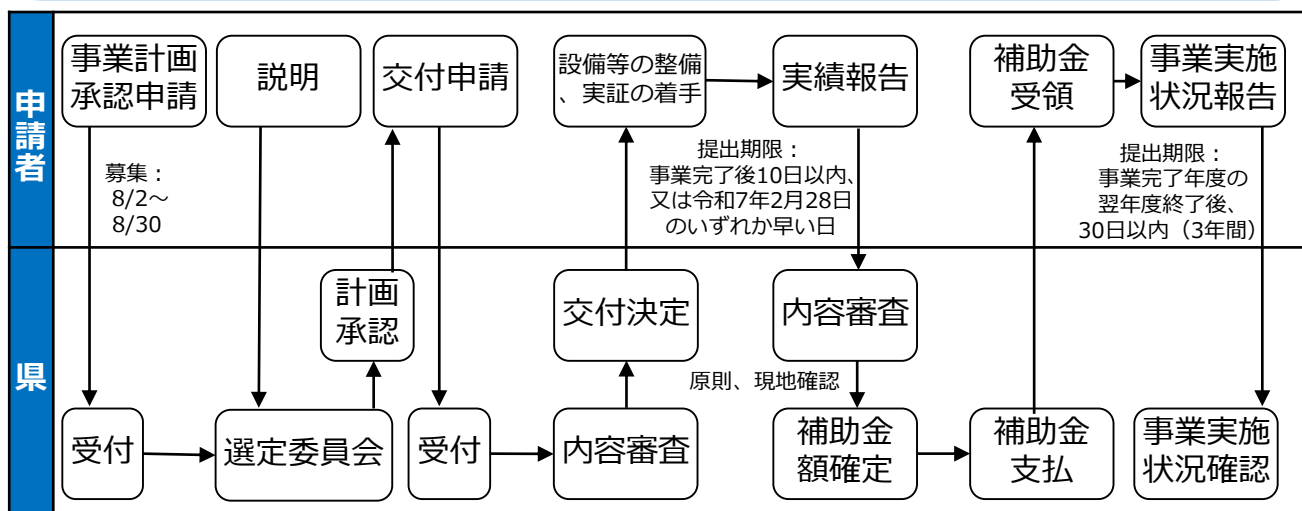 申請者
事業計画
承認申請
説明
交付申請
設備等の整備
、実証の着手
実績報告
補助金
受領
事業実施
状況報告
募集：
8/2～
8/30
提出期限：
事業完了後10日以内、
又は令和7年2月28日
のいずれか早い日
提出期限：
事業完了年度の
翌年度終了後、
30日以内（3年間）
県
計画
承認
交付決定
内容審査
原則、現地確認
受付
選定委員会
受付
内容審査
補助金
額確定
補助金
支払
事業実施
状況確認